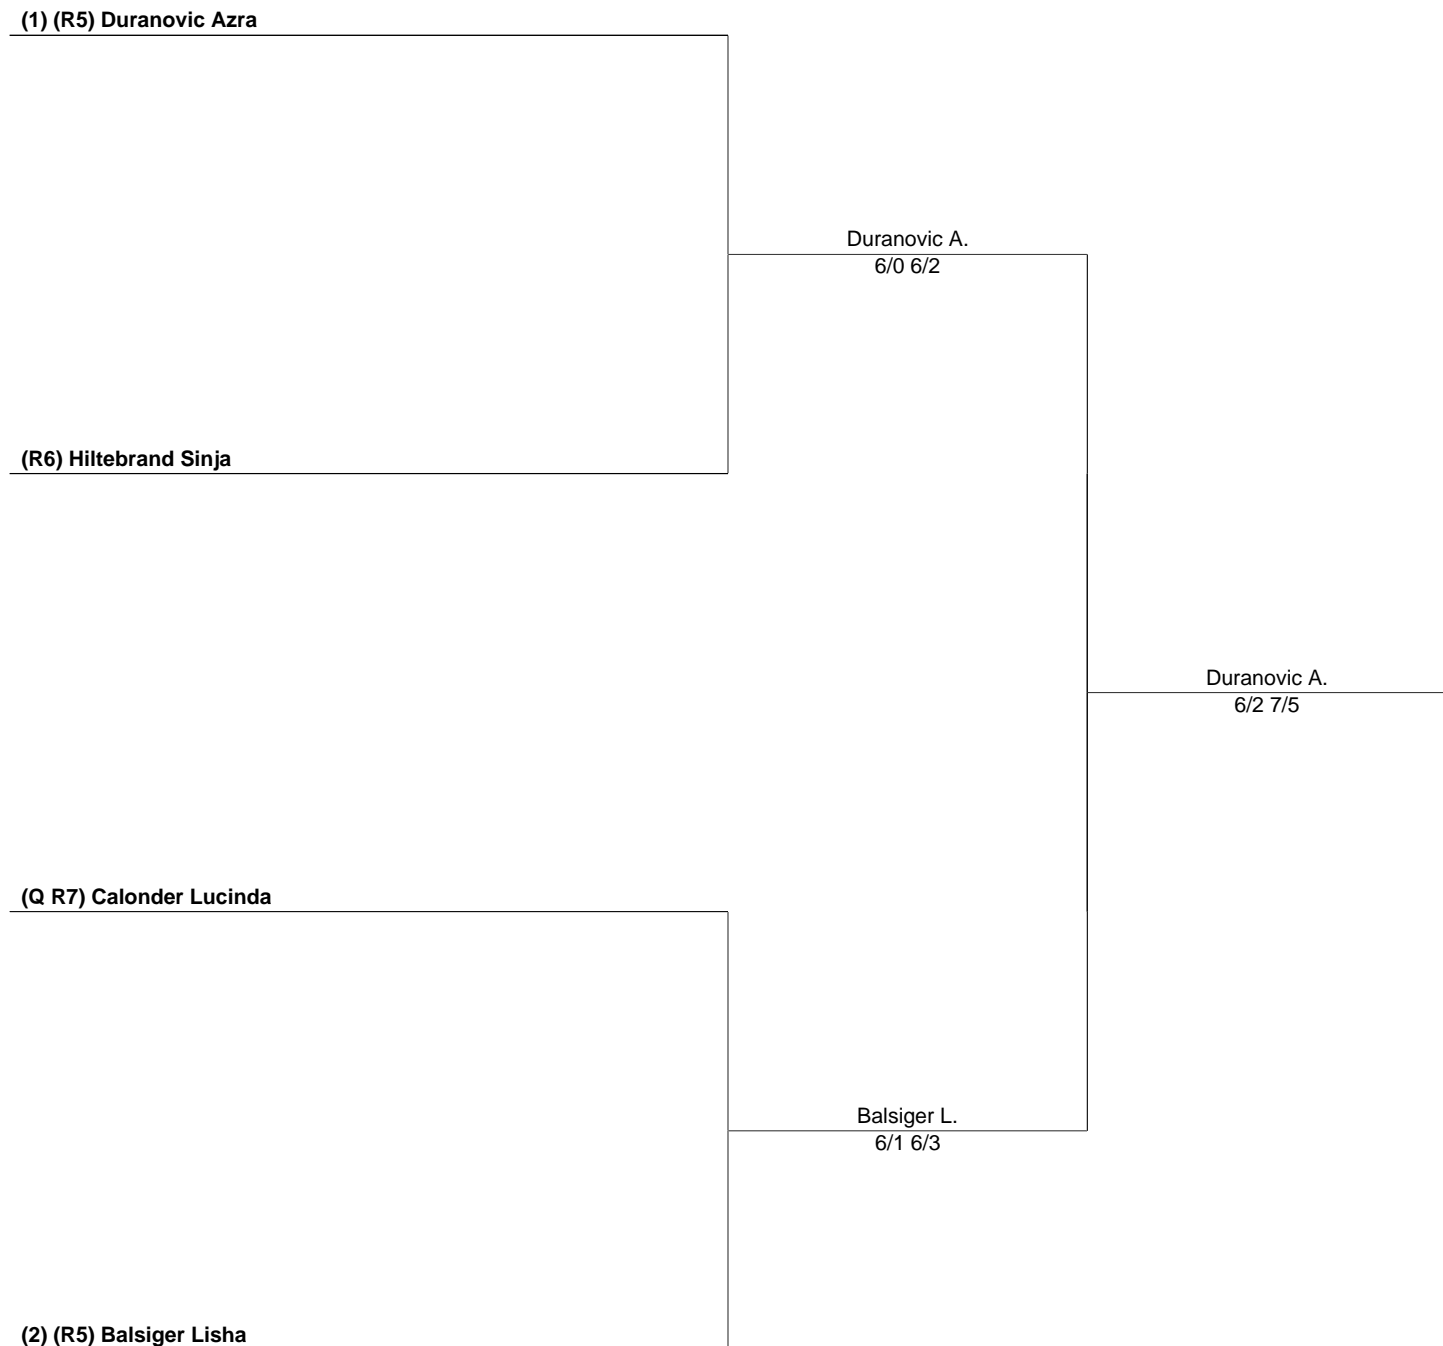 (1) (R5) Duranovic Azra
Duranovic A.
6/0 6/2
(R6) Hiltebrand Sinja
Duranovic A.
6/2 7/5
(Q R7) Calonder Lucinda
Balsiger L.
6/1 6/3
(2) (R5) Balsiger Lisha